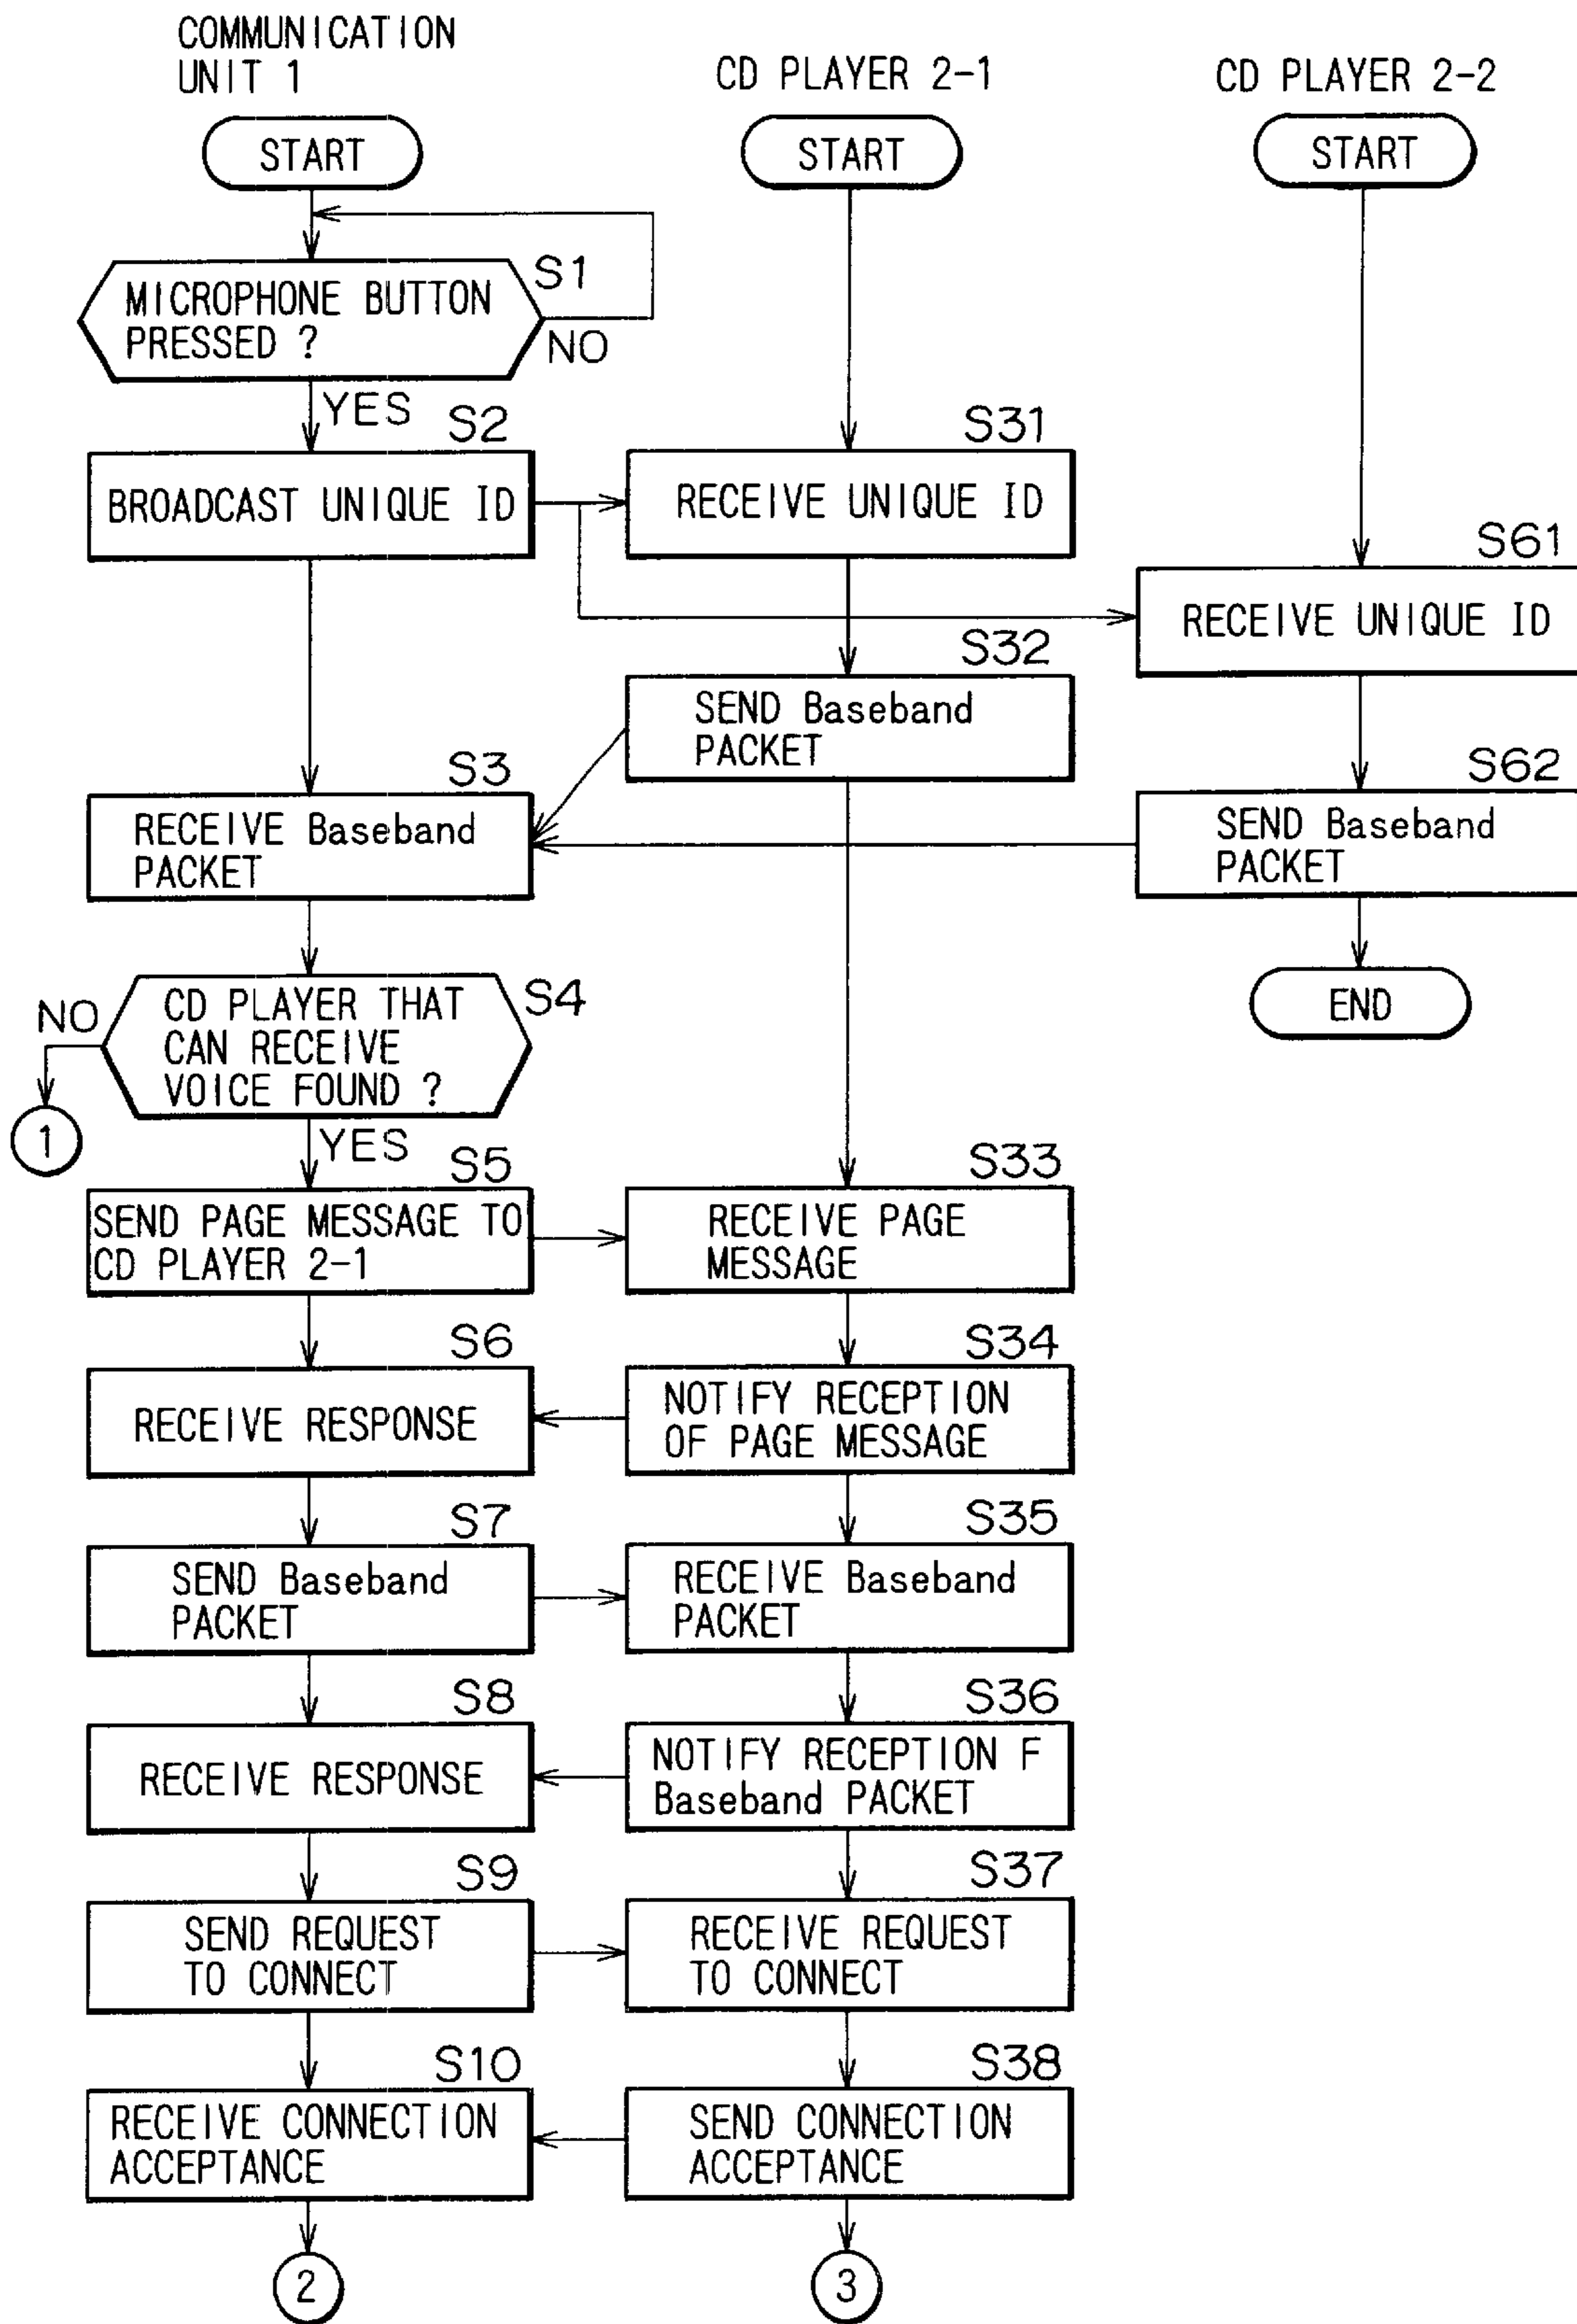 COMMUNICATION
UNIT 1
CD PLAYER 2-1
CD PLAYER 2-2
START
START
START
S1
MICROPHONE BUTTON
PRESSED ?
NO
YES
S2
BROADCAST UNIQUE ID
S31
RECEIVE UNIQUE ID
S61
RECEIVE UNIQUE ID
S32
SEND Baseband
PACKET
S3
RECEIVE Baseband
PACKET
S62
SEND Baseband
PACKET
END
S4
CD PLAYER THAT
CAN RECEIVE
VOICE FOUND ?
NO
1
YES
S5
SEND PAGE MESSAGE TO
CD PLAYER 2-1
S33
RECEIVE PAGE
MESSAGE
S6
RECEIVE RESPONSE
S34
NOTIFY RECEPTION
OF PAGE MESSAGE
S7
SEND Baseband
PACKET
S35
RECEIVE Baseband
PACKET
S8
RECEIVE RESPONSE
S36
NOTIFY RECEPTION F
Baseband PACKET
S9
SEND REQUEST
TO CONNECT
S37
RECEIVE REQUEST
TO CONNECT
S10
RECEIVE CONNECTION
ACCEPTANCE
S38
SEND CONNECTION
ACCEPTANCE
2
3